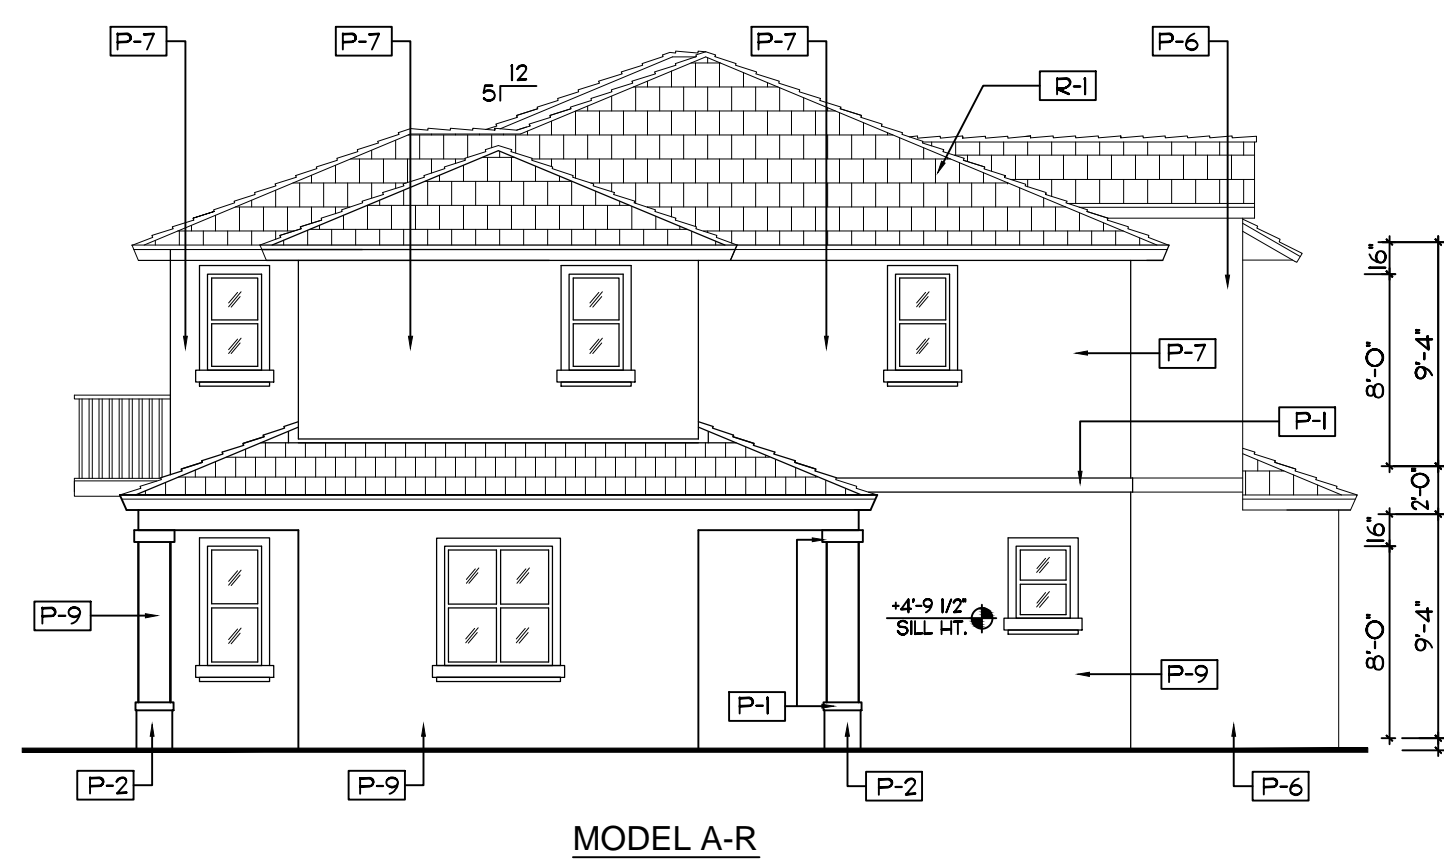 P-7
P-7
P-7
P-6
12
5
R-1
16"
8'-0"
9'-4"
P-7
P-1
2'-0"
16"
8'-0"
9'-4"
P-9
+4'-9 1/2"
SILL HT.
P-9
P-1
P-2
P-9
P-2
P-6
MODEL A-R